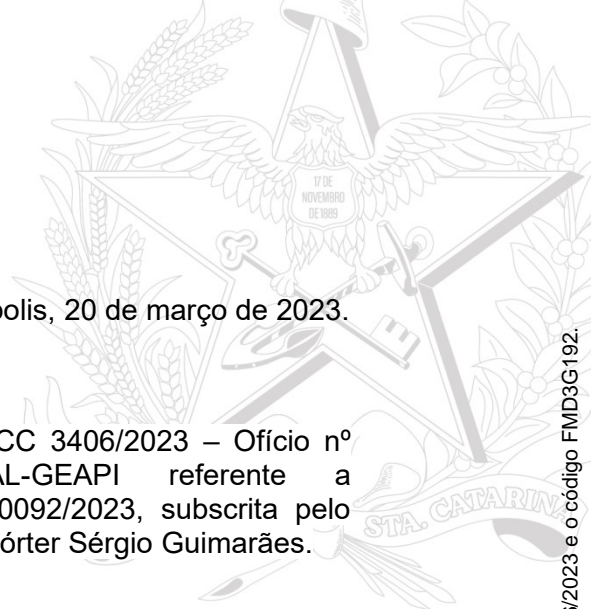 17 DE
NOVEMBRO
DE 1889
polis, 20 de março de 2023.
CC 3406/2023 – Ofício nº
AL-GEAPI referente a
0092/2023, subscrita pelo
órter Sérgio Guimarães.
STA. CATARINA
6/2023 e o código FMD3G192.